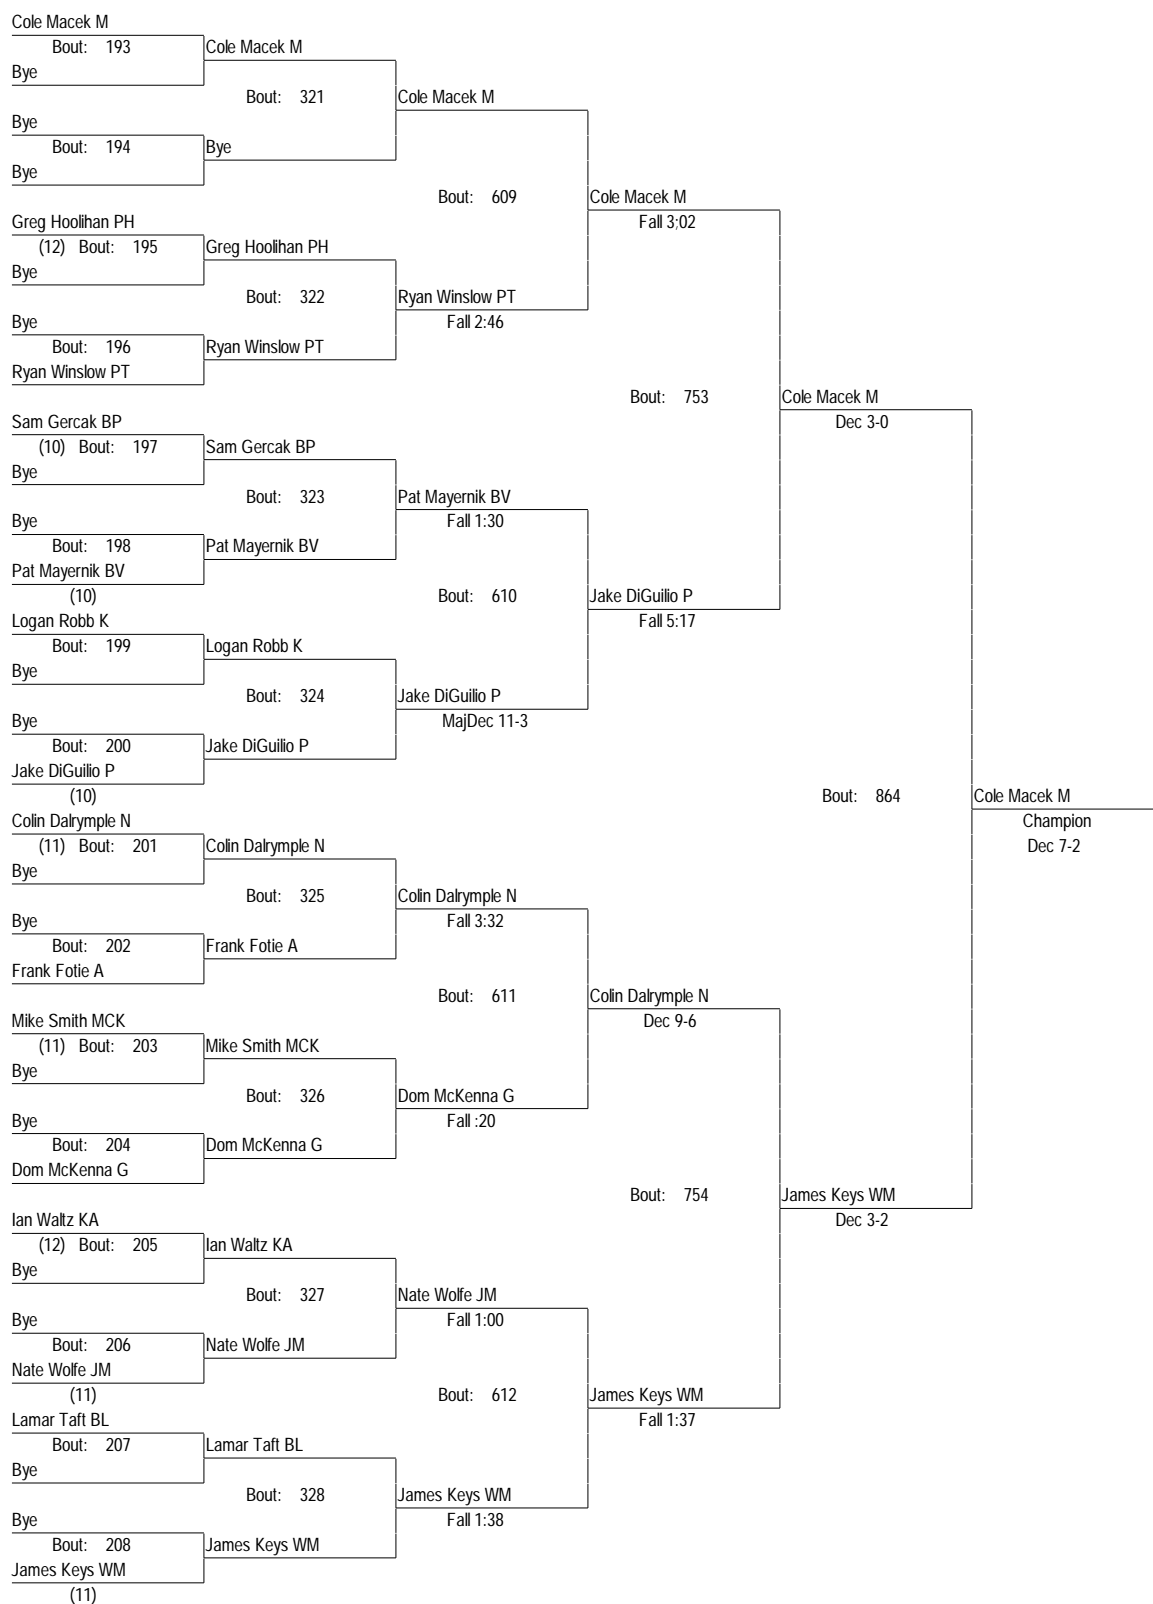 Cole Macek M
Bout: 193 Cole Macek M
Bye
Bout: 321 Cole Macek M
Bye
Bout: 194 Bye
Bye
Bout: 609 Cole Macek M
Greg Hoolihan PH Fall 3;02
(12) Bout: 195 Greg Hoolihan PH
Bye
Bout: 322 Ryan Winslow PT
Bye Fall 2:46
Bout: 196 Ryan Winslow PT
Ryan Winslow PT
Bout: 753 Cole Macek M
Sam Gercak BP Dec 3-0
(10) Bout: 197 Sam Gercak BP
Bye
Bout: 323 Pat Mayernik BV
Bye Fall 1:30
Bout: 198 Pat Mayernik BV
Pat Mayernik BV
(10) Bout: 610 Jake DiGuilio P
Logan Robb K Fall 5:17
Bout: 199 Logan Robb K
Bye
Bout: 324 Jake DiGuilio P
Bye MajDec 11-3
Bout: 200 Jake DiGuilio P
Jake DiGuilio P
(10) Bout: 864 Cole Macek M
Colin Dalrymple N Champion
(11) Bout: 201 Colin Dalrymple N Dec 7-2
Bye
Bout: 325 Colin Dalrymple N
Bye Fall 3:32
Bout: 202 Frank Fotie A
Frank Fotie A
Bout: 611 Colin Dalrymple N
Mike Smith MCK Dec 9-6
(11) Bout: 203 Mike Smith MCK
Bye
Bout: 326 Dom McKenna G
Bye Fall :20
Bout: 204 Dom McKenna G
Dom McKenna G
Bout: 754 James Keys WM
Ian Waltz KA Dec 3-2
(12) Bout: 205 Ian Waltz KA
Bye
Bout: 327 Nate Wolfe JM
Bye Fall 1:00
Bout: 206 Nate Wolfe JM
Nate Wolfe JM
(11) Bout: 612 James Keys WM
Lamar Taft BL Fall 1:37
Bout: 207 Lamar Taft BL
Bye
Bout: 328 James Keys WM
Bye Fall 1:38
Bout: 208 James Keys WM
James Keys WM
(11)